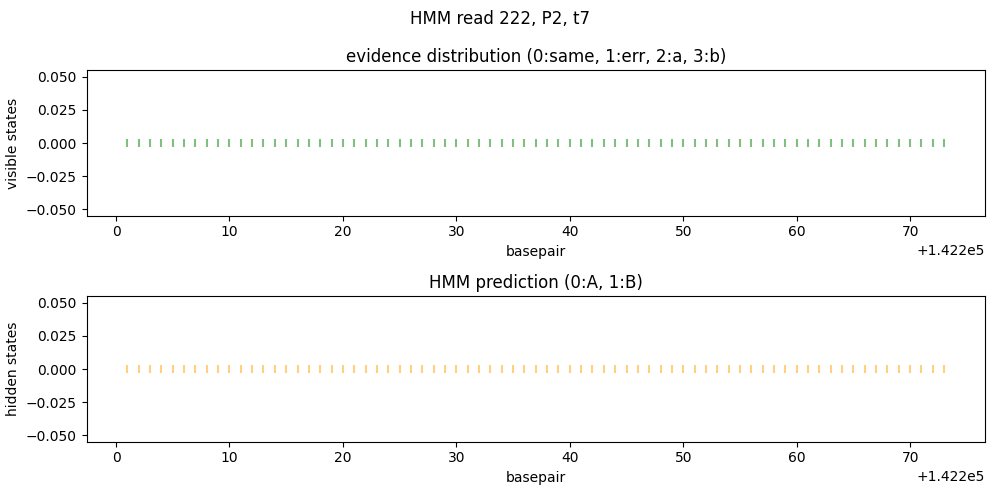 HMM read 222, P2, t7
evidence distribution (0:same, 1:err, 2:a, 3:b)
0.050
0.025
0.000
−0.025
−0.050
visible states
0 10 20 30 40 50 60 70
basepair
+1.422e5
HMM prediction (0:A, 1:B)
0.050
0.025
0.000
−0.025
−0.050
hidden states
0 10 20 30 40 50 60 70
basepair
+1.422e5